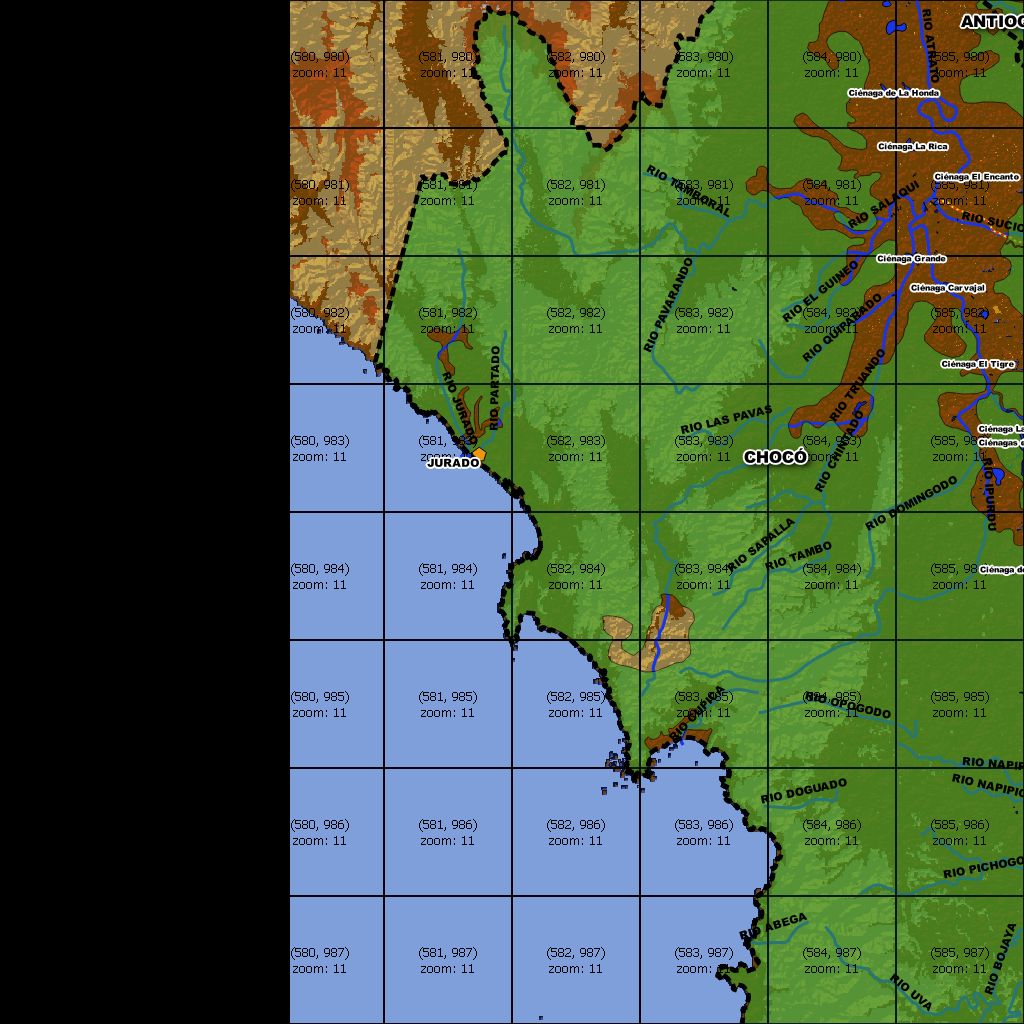 ANTIOC
RIO ATRATO
(580, 980)
zoom: 11
(581, 980)
zoom: 11
(582, 980)
zoom: 11
(583, 980)
zoom: 11
(584, 980)
zoom: 11
(585, 980)
zoom: 11
Ciénaga de La Honda
Ciénaga La Rica
Ciénaga El Encanto
RIO TAMBORAL
(580, 981)
zoom: 11
(581, 981)
zoom: 11
(582, 981)
zoom: 11
(583, 981)
zoom: 11
(584, 981)
zoom: 11
(585, 981)
zoom: 11
RIO SALAQUI
RIO SUCIO
Ciénaga Grande
Ciénaga Carvajal
RIO PAVARANDO
RIO EL GUINEO
RIO QUIPARADO
(580, 982)
zoom: 11
(581, 982)
zoom: 11
(582, 982)
zoom: 11
(583, 982)
zoom: 11
(584, 982)
zoom: 11
(585, 982)
zoom: 11
RIO PARTADO
RIO JURADO
RIO TRUANDO
Ciénaga El Tigre
RIO LAS PAVAS
Ciénaga La
(580, 983)
zoom: 11
(581, 983)
(582, 983)
zoom: 11
(583, 983)
zoom: 11
(584, 983)
zoom: 11
(585, 983)
zoom: 11
Ciénagas
JURADO
CHOCÓ
RIO CHINTADO
RIO IPURDU
RIO DOMINGODO
RIO SAPALLA
RIO TAMBO
(580, 984)
zoom: 11
(581, 984)
zoom: 11
(582, 984)
zoom: 11
(583, 984)
zoom: 11
(584, 984)
zoom: 11
(585, 984)
zoom: 11
Ciénaga de
(580, 985)
zoom: 11
(581, 985)
zoom: 11
(582, 985)
zoom: 11
(583, 985)
zoom: 11
(584, 985)
zoom: 11
(585, 985)
zoom: 11
RIO CUPICA
RIO OPOGODO
RIO NAPIP
RIO NAPIPIC
RIO DOGUADO
(580, 986)
zoom: 11
(581, 986)
zoom: 11
(582, 986)
zoom: 11
(583, 986)
zoom: 11
(584, 986)
zoom: 11
(585, 986)
zoom: 11
RIO PICHOGO
RIO ABEGA
(580, 987)
zoom: 11
(581, 987)
zoom: 11
(582, 987)
zoom: 11
(583, 987)
zoom: 11
(584, 987)
zoom: 11
(585, 987)
zoom: 11
RIO UVA
RIO BOJAYA